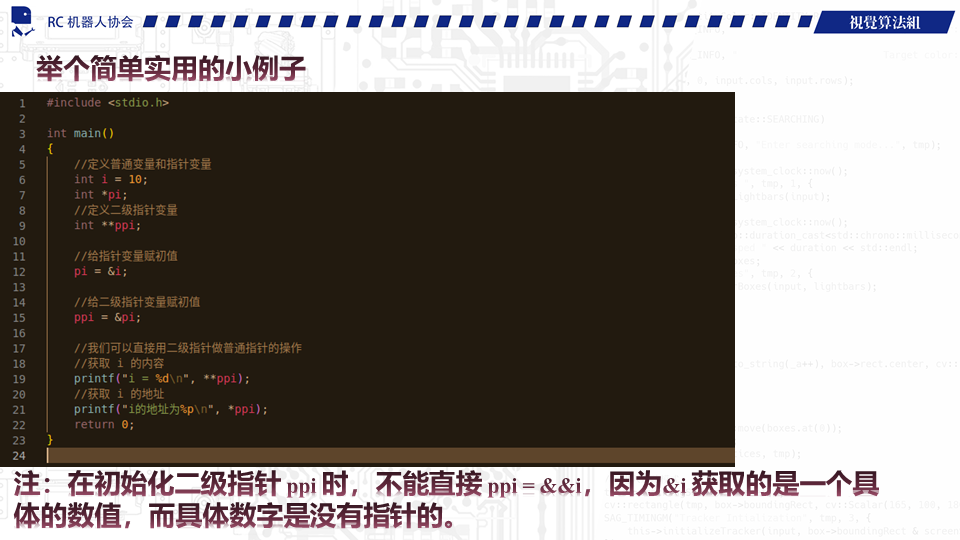 RC 机器人协会
視覺算法組
举个简单实用的小例子
1 #include <stdio.h>
2
3 int main()
4 {
5 //定义普通变量和指针变量
6 int i = 10;
7 int *pi;
8 //定义二级指针变量
9 int **ppi;
10
11 //给指针变量赋初值
12 pi = &i;
13
14 //给二级指针变量赋初值
15 ppi = &pi;
16
17 //我们可以直接用二级指针做普通指针的操作
18 //获取 i 的内容
19 printf("i = %d\n", **ppi);
20 //获取 i 的地址
21 printf("i的地址为%p\n", *ppi);
22 return 0;
23 }
24
注：在初始化二级指针 ppi 时，不能直接 ppi = &&i，因为&i 获取的是一个具
体的数值，而具体数字是没有指针的。